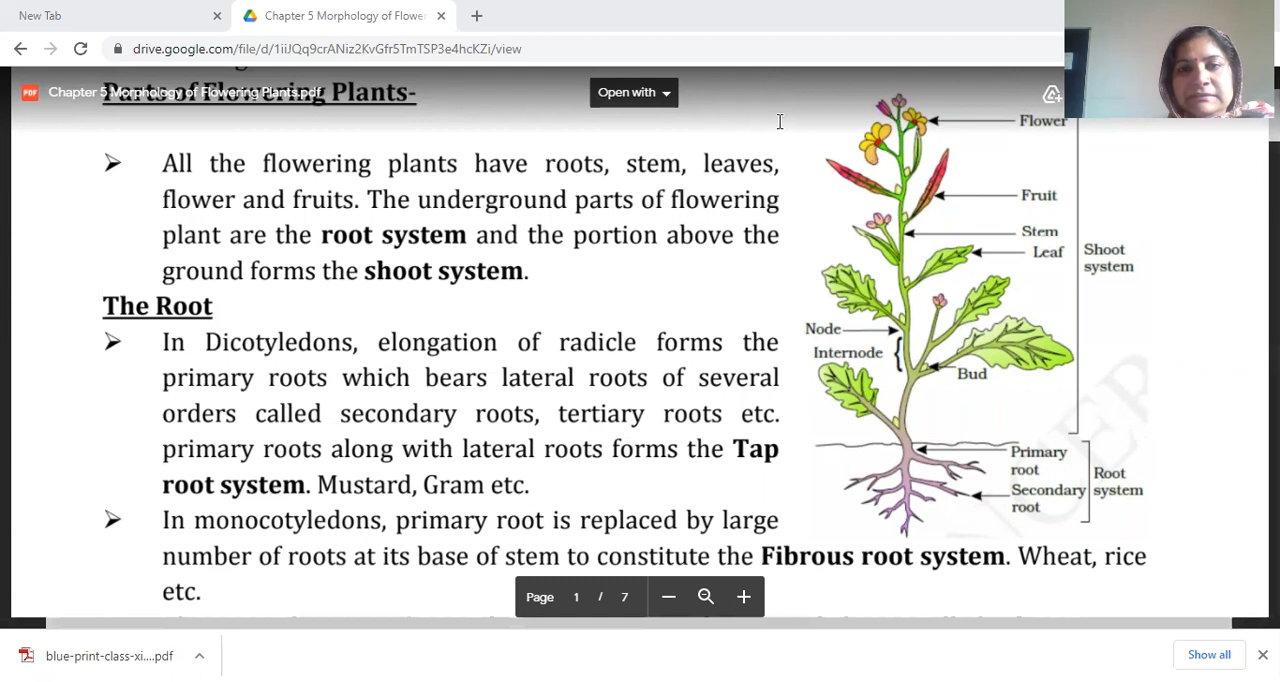 New Tab
Chapter 5 Morphology of Flower
drive.google.com/file/d/1iiJQq9crANiz2KvGfr5TmTSP3e4hcKZi/view
Parts of Flowering Plants-
Chapter 5 Morphology of Flowering Plants.pdf
Open with
All the flowering plants have roots, stem, leaves,
flower and fruits. The underground parts of flowering
plant are the root system and the portion above the
ground forms the shoot system.
The Root
In Dicotyledons, elongation of radicle forms the
primary roots which bears lateral roots of several
orders called secondary roots, tertiary roots etc.
primary roots along with lateral roots forms the Tap
root system. Mustard, Gram etc.
In monocotyledons, primary root is replaced by large
number of roots at its base of stem to constitute the Fibrous root system. Wheat, rice
etc.
Flower
Fruit
Stem
Leaf
Shoot
system
Node
Internode
Bud
Primary
root
Secondary
root
Root
system
Page 1 / 7
PDF
blue-print-class-xi....pdf
Show all